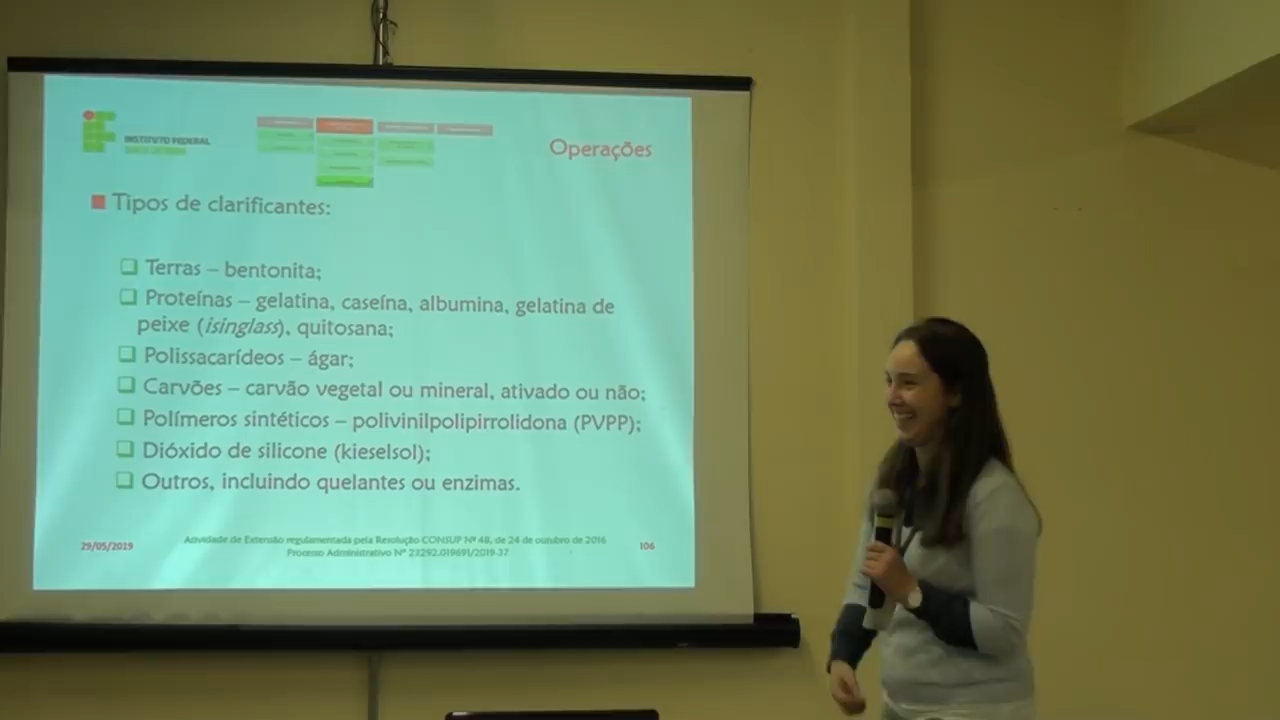 INSTITUTO FEDERAL
Operações
Tipos de clarificantes:
Terras – bentonita;
Proteínas – gelatina, caseína, albumina, gelatina de
peixe (isinglass), quitosana;
Polissacarídeos – ágar;
Carvões – carvão vegetal ou mineral, ativado ou não;
Polímeros sintéticos – polivinilpolipirrolidona (PVPP);
Dióxido de silicone (kieselsol);
Outros, incluindo quelantes ou enzimas.
29/05/2019
Atividade de Extensão regulamentada pela Resolução CONSUP Nº 48, de 24 de outubro de 2016
Processo Administrativo Nº 23292.019691/2019-37
106